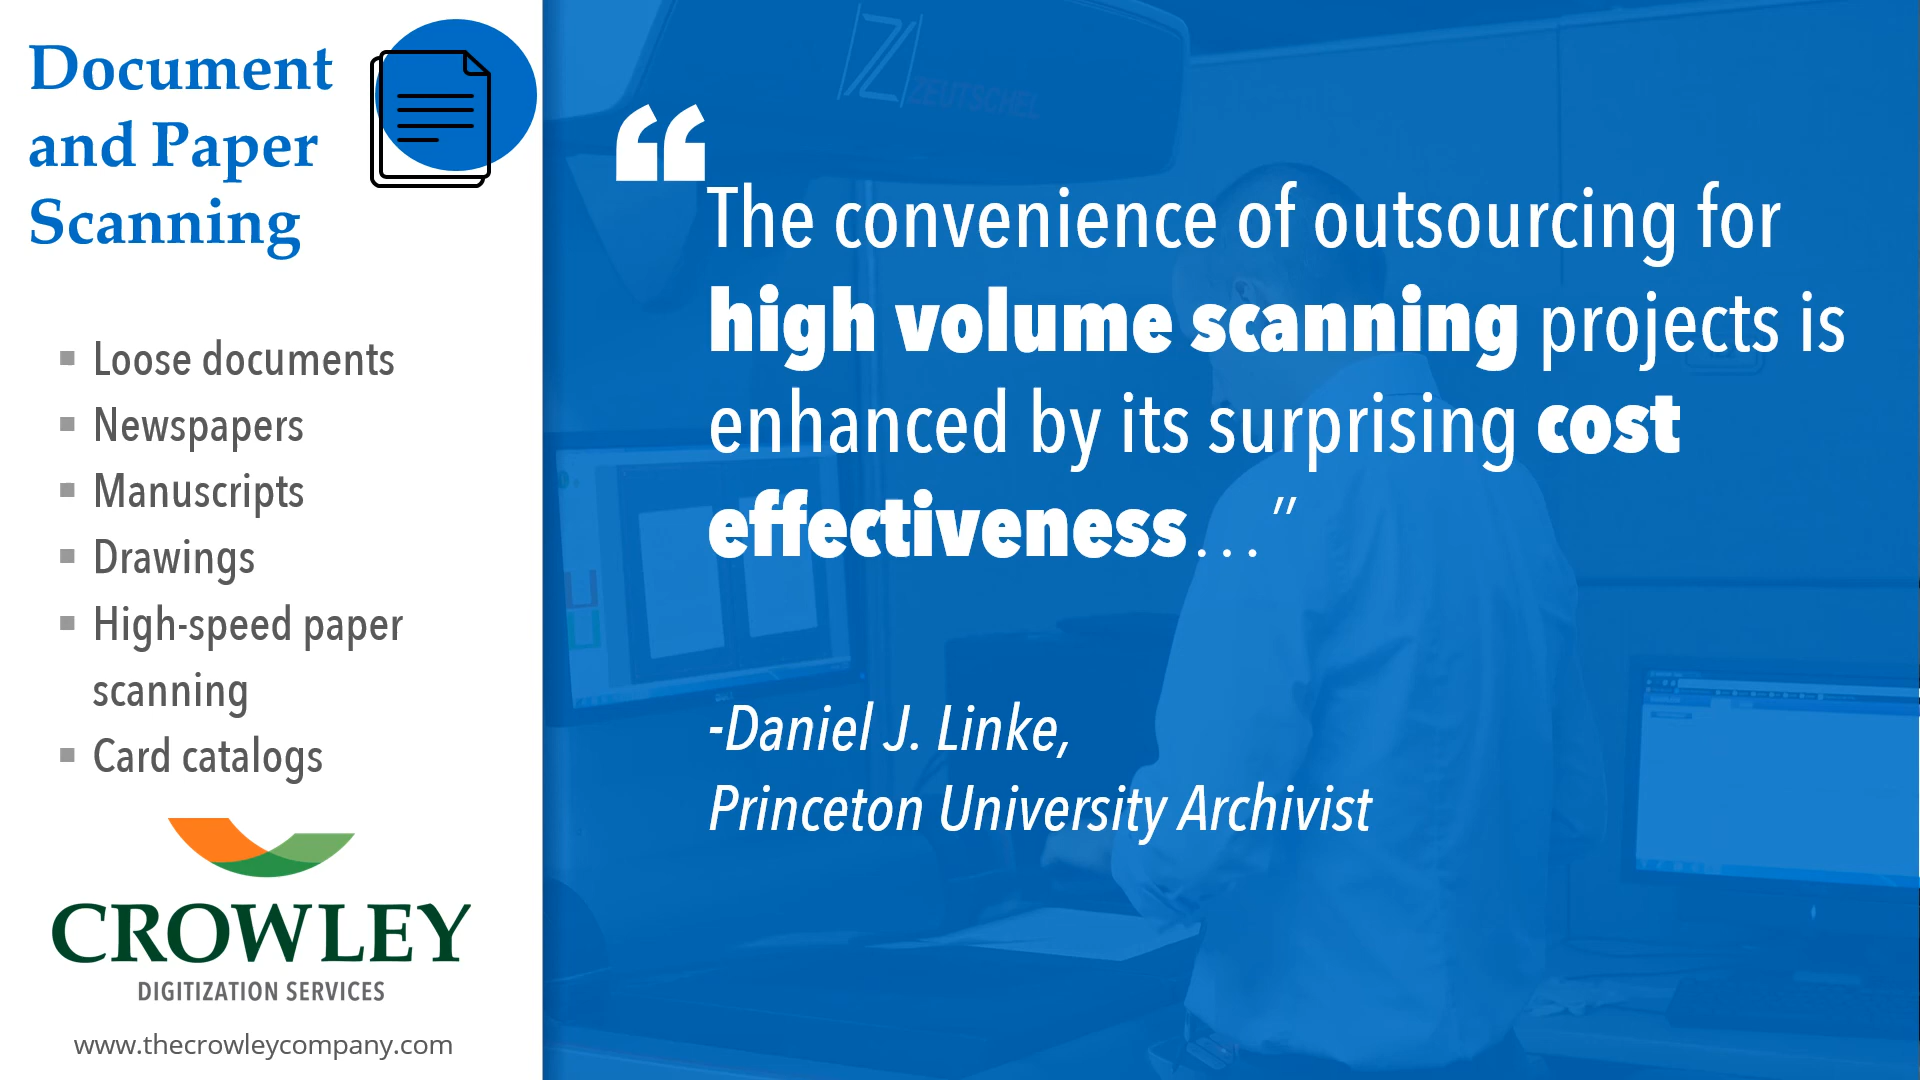 Document
and Paper
Scanning
▪ Loose documents
▪ Newspapers
▪ Manuscripts
▪ Drawings
▪ High-speed paper
scanning
▪ Card catalogs
CROWLEY
DIGITIZATION SERVICES
www.thecrowleycompany.com
ZEUTSCHEL
“The convenience of outsourcing for
high volume scanning projects is
enhanced by its surprising cost
effectiveness…”
-Daniel J. Linke,
Princeton University Archivist